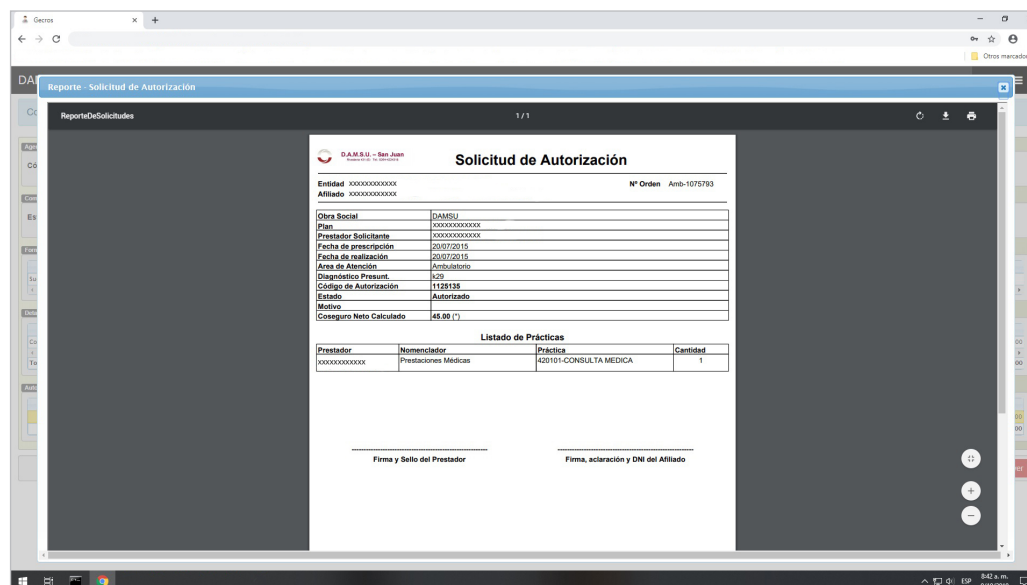 Gecros
Otros marcador
DAM
Reporte - Solicitud de Autorización
ReporteDeSolicitudes 1 / 1
D.A.M.S.U. – San Juan
Solicitud de Autorización
Entidad XXXXXXXXXXXX Nº Orden Amb-1075793
Afiliado XXXXXXXXXXXX
Obra Social DAMSU
Plan XXXXXXXXXXXX
Prestador Solicitante XXXXXXXXXXXX
Fecha de prescripción 20/07/2015
Fecha de realización 20/07/2015
Area de Atención Ambulatorio
Diagnóstico Presunt. k29
Código de Autorización 1125135
Estado Autorizado
Motivo
Coseguro Neto Calculado 45.00 (*)
Listado de Prácticas
Prestador Nomenclador Práctica Cantidad
XXXXXXXXXXXX Prestaciones Médicas 420101-CONSULTA MEDICA 1
Firma y Sello del Prestador Firma, aclaración y DNI del Afiliado
ESP 8:42 a. m.